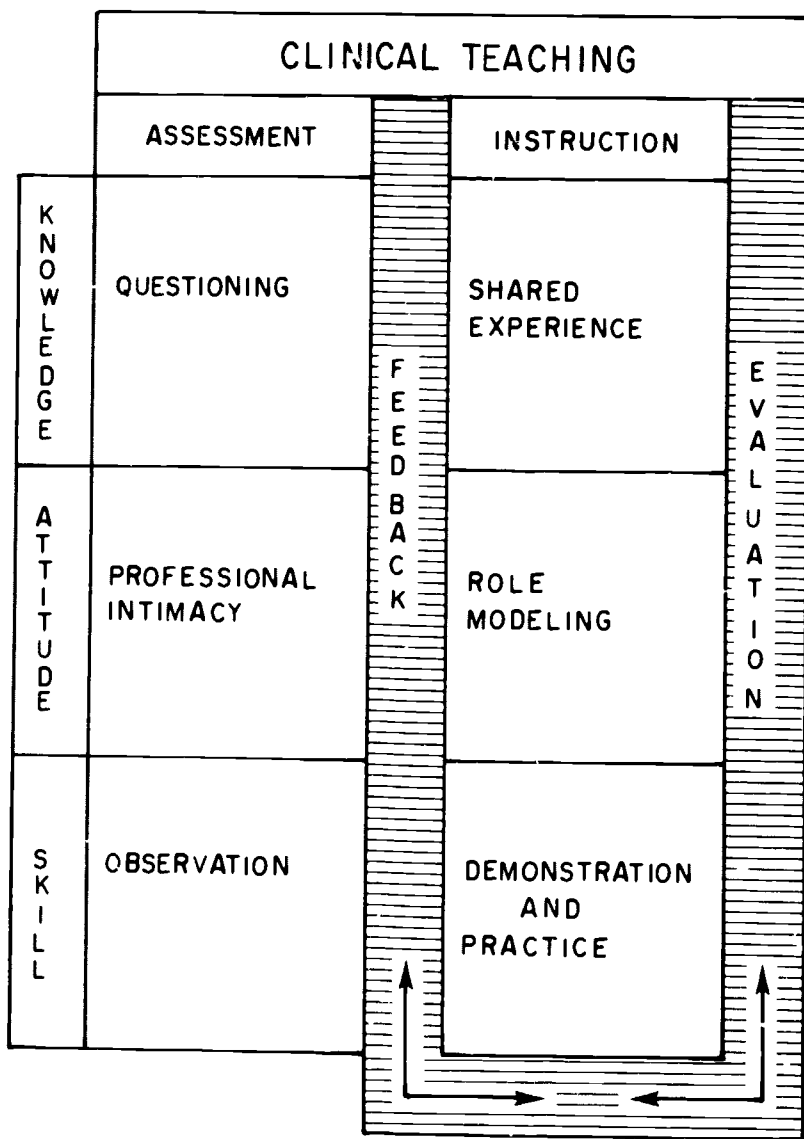 CLINICAL TEACHING
ASSESSMENT
INSTRUCTION
KNOWLEDGE
QUESTIONING
SHARED
EXPERIENCE
FEEDBACK
EVALUATION
ATTITUDE
PROFESSIONAL
INTIMACY
ROLE
MODELING
SKILL
OBSERVATION
DEMONSTRATION
AND
PRACTICE